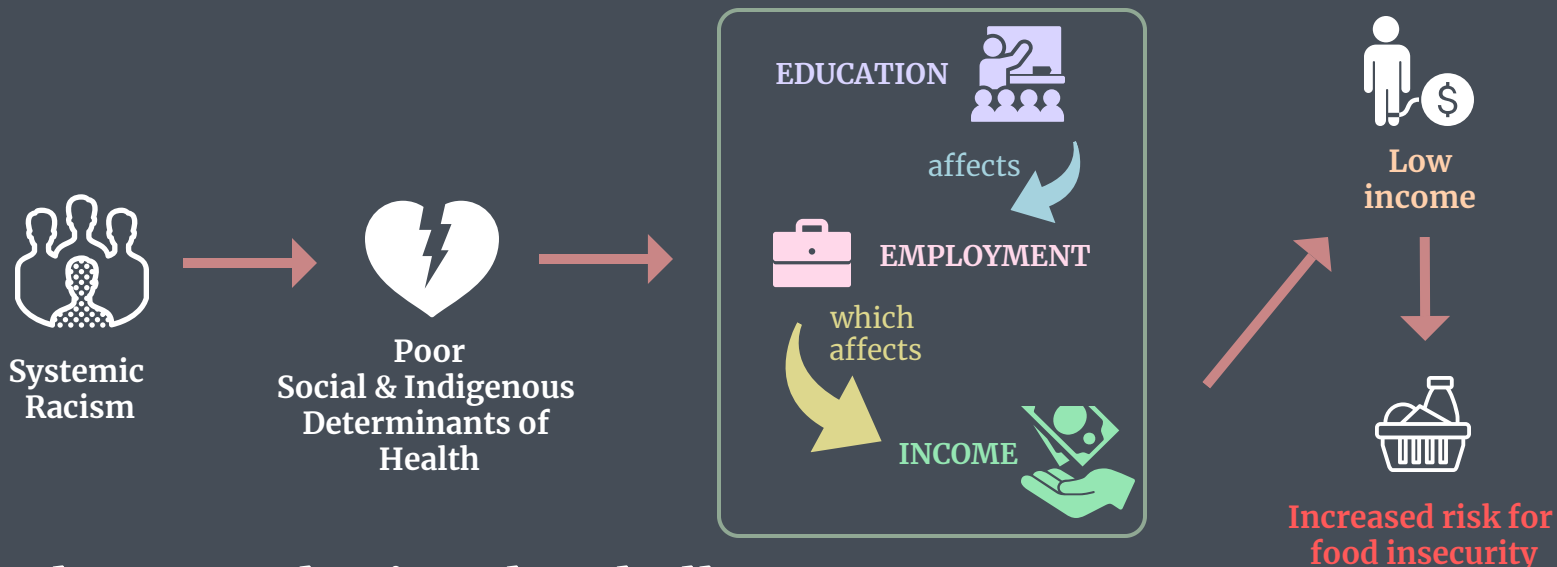 Systemic
Racism
Poor
Social & Indigenous
Determinants of
Health
EDUCATION
affects
EMPLOYMENT
which
affects
INCOME
$
Low
income
Increased risk for
food insecurity